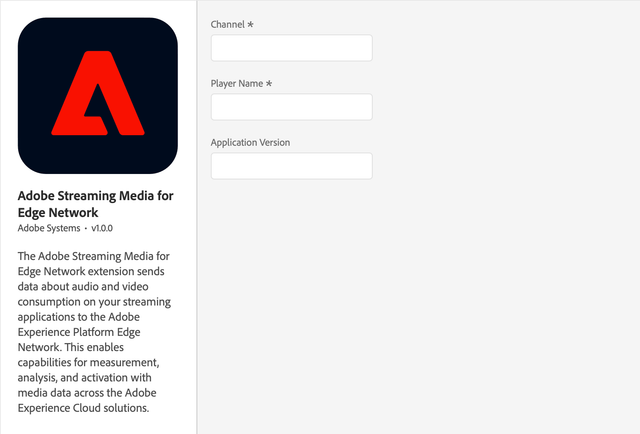 Adobe Streaming Media for
Edge Network
Adobe Systems • v1.0.0
The Adobe Streaming Media for
Edge Network extension sends
data about audio and video
consumption on your streaming
applications to the Adobe
Experience Platform Edge
Network. This enables
capabilities for measurement,
analysis, and activation with
media data across the Adobe
Experience Cloud solutions.
Channel *
Player Name *
Application Version